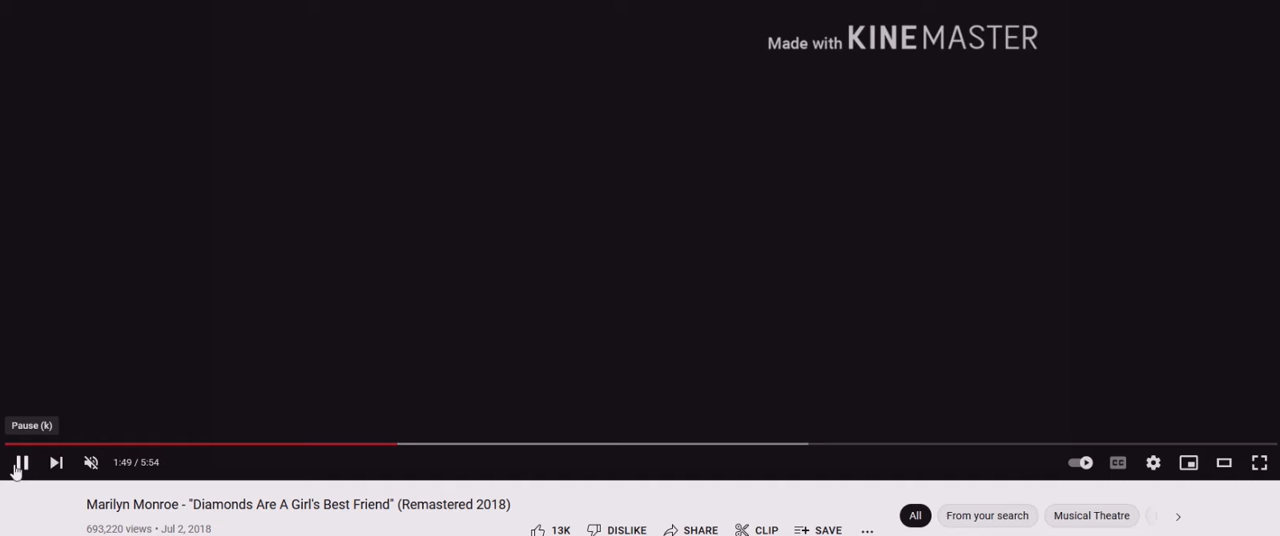 Made with KINEMASTER
Pause (k)
1:49 / 5:54
CC
Marilyn Monroe - "Diamonds Are A Girl's Best Friend" (Remastered 2018)
693,220 views • Jul 2, 2018
13K DISLIKE SHARE CLIP SAVE ...
All From your search Musical Theatre